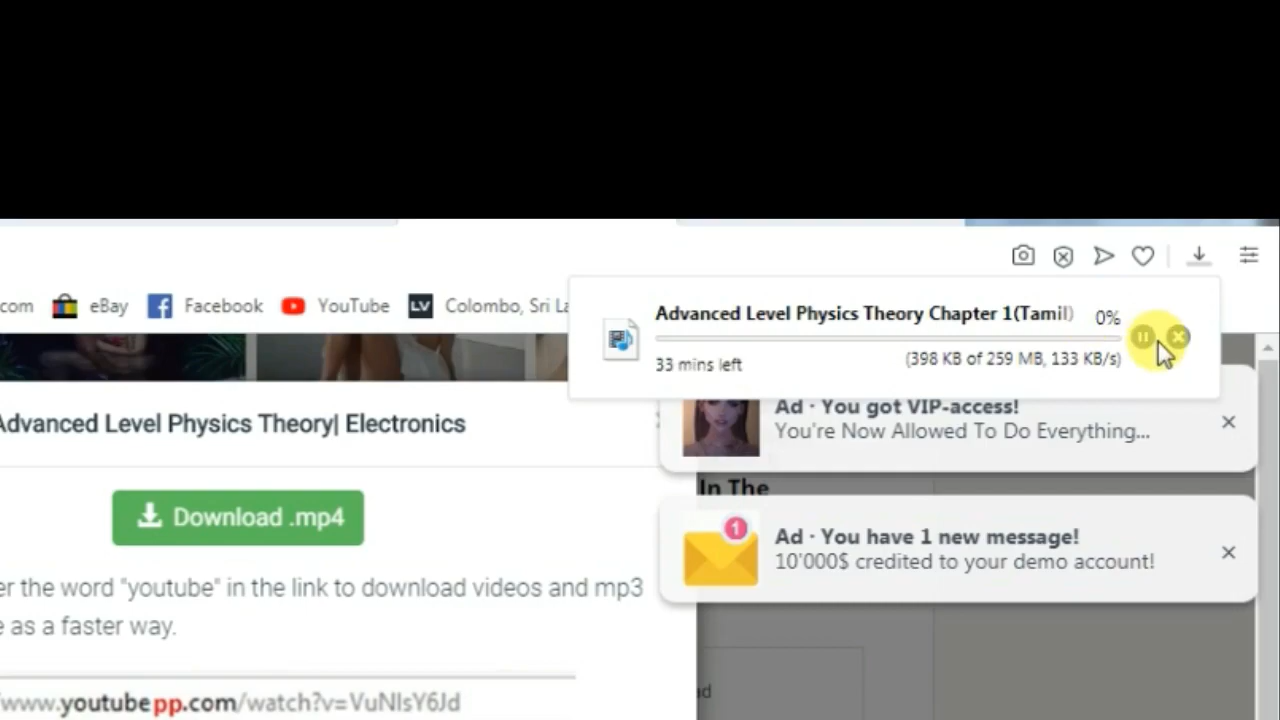 com eBay Facebook YouTube LV Colombo, Sri La
Advanced Level Physics Theory Chapter 1(Tamil) 0%
33 mins left (398 KB of 259 MB, 133 KB/s)
Advanced Level Physics Theory| Electronics
Ad · You got VIP-access!
You're Now Allowed To Do Everything...
In The
Download .mp4
1
Ad · You have 1 new message!
10'000$ credited to your demo account!
er the word "youtube" in the link to download videos and mp3
e as a faster way.
www.youtubepp.com/watch?v=VuNIsY6Jd